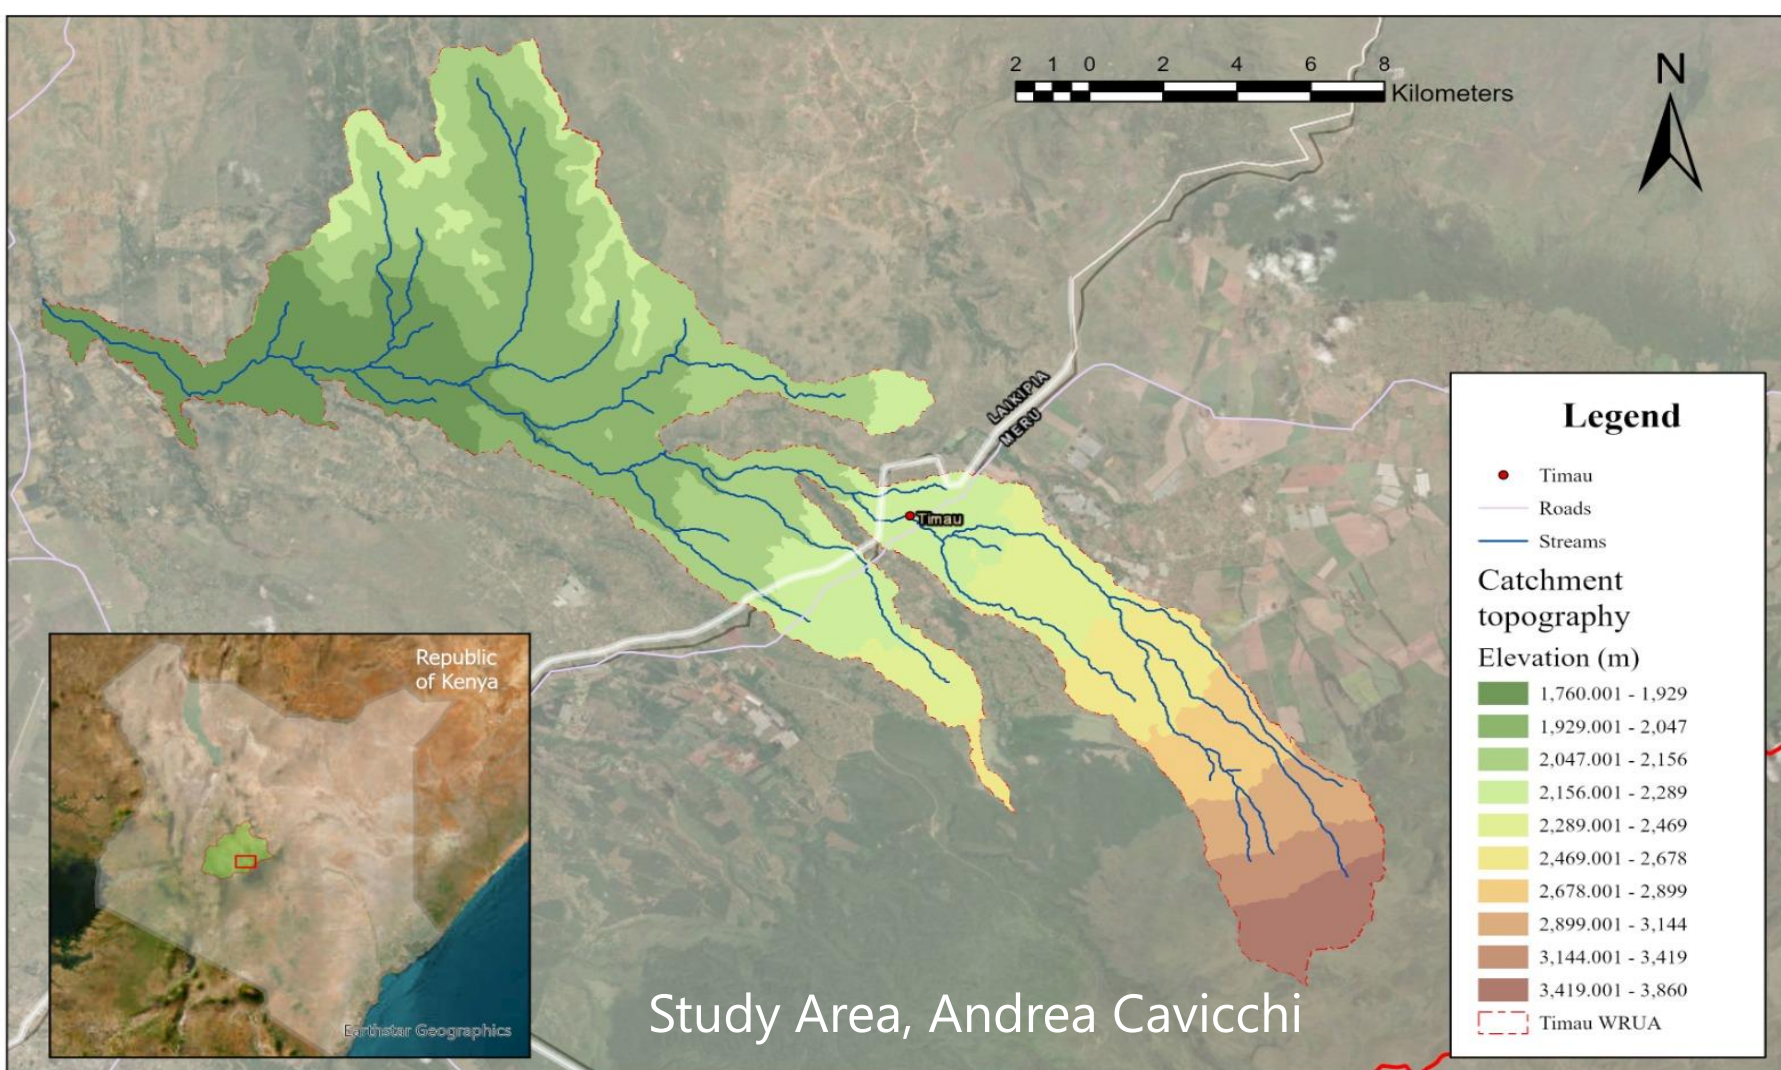 2 1 0 2 4 6 8
Kilometers
N
LAIKIPIA
MERU
Timau
Legend
Timau
Roads
Streams
Catchment
topography
Elevation (m)
1,760.001 - 1,929
1,929.001 - 2,047
2,047.001 - 2,156
2,156.001 - 2,289
2,289.001 - 2,469
2,469.001 - 2,678
2,678.001 - 2,899
2,899.001 - 3,144
3,144.001 - 3,419
3,419.001 - 3,860
Timau WRUA
Republic
of Kenya
Earthstar Geographics
Study Area, Andrea Cavicchi